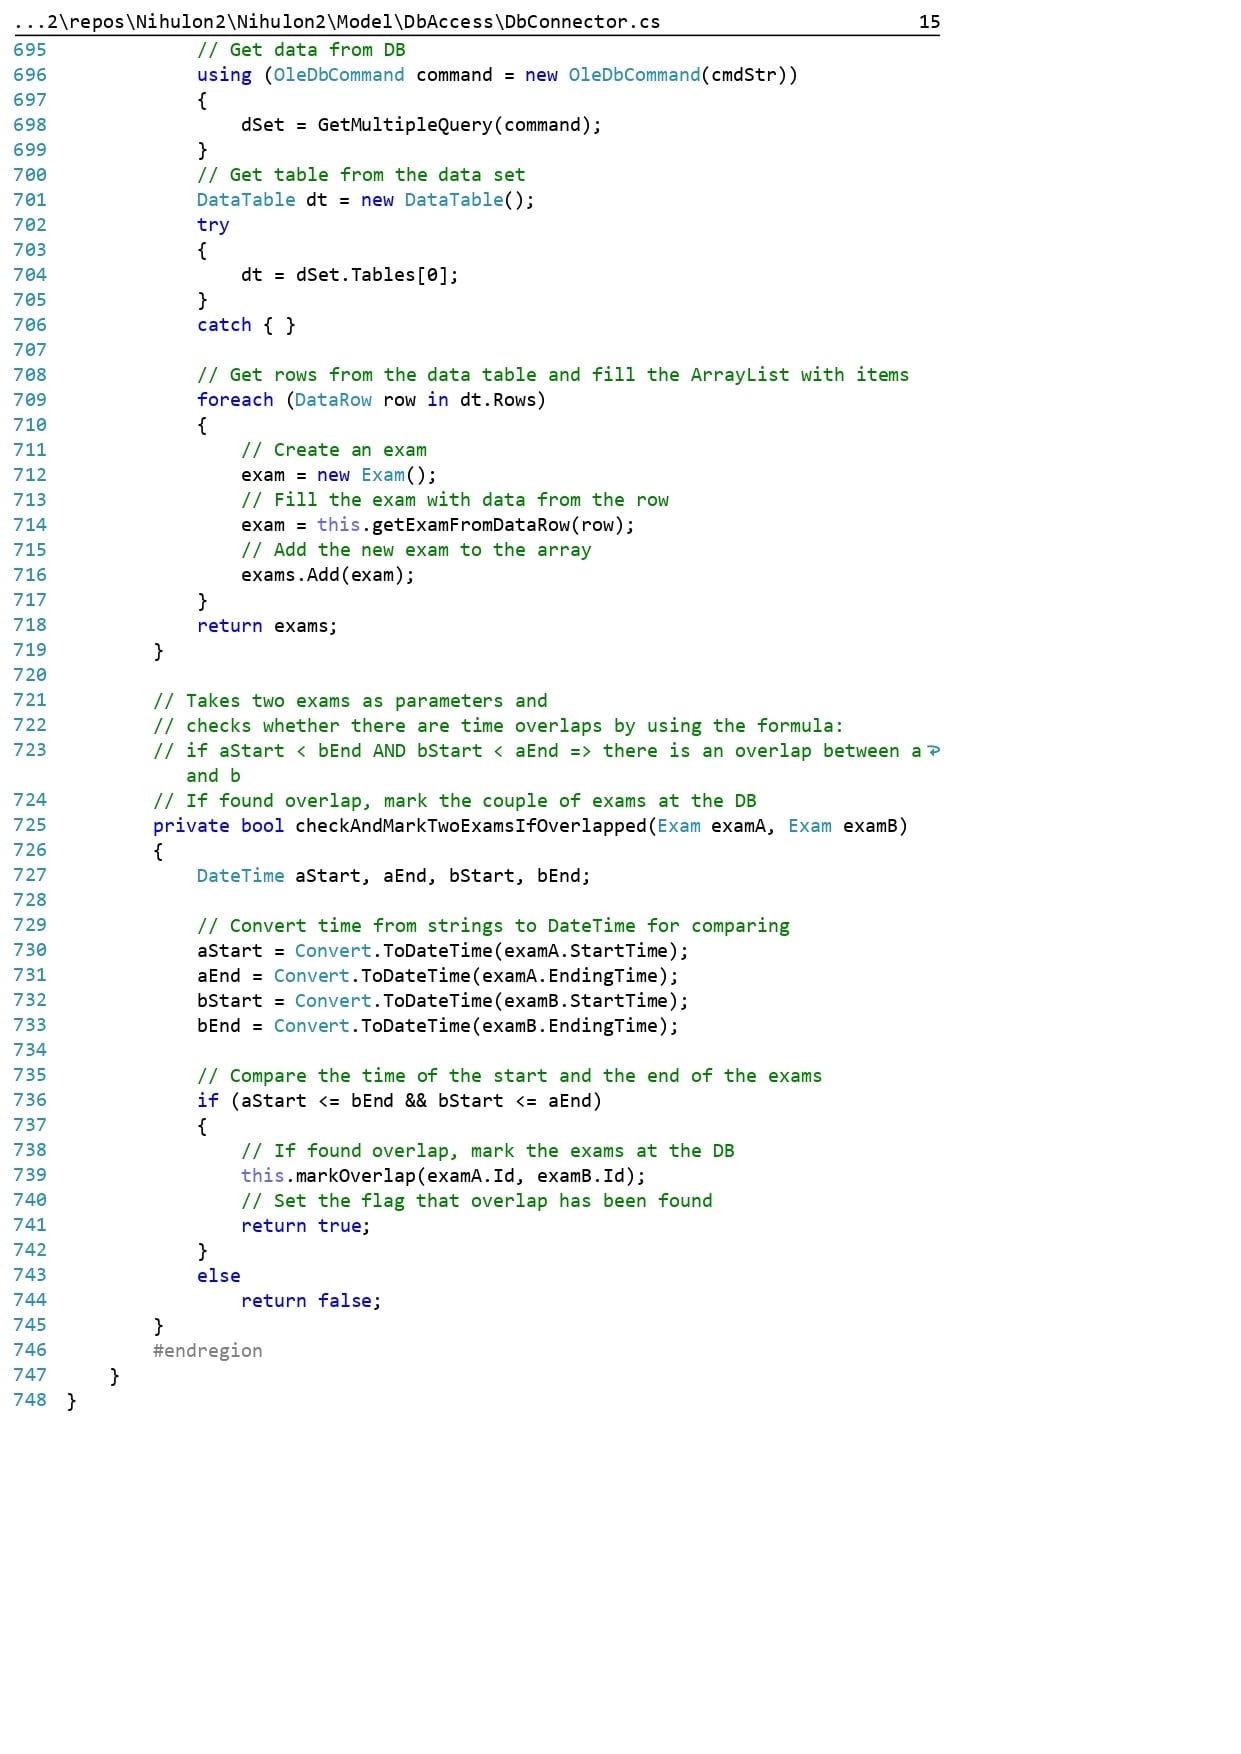 ...2\repos\Nihulon2\Nihulon2\Model\DbAccess\DbConnector.cs 15
695 // Get data from DB
696 using (OleDbCommand command = new OleDbCommand(cmdStr))
697 {
698 dSet = GetMultipleQuery(command);
699 }
700 // Get table from the data set
701 DataTable dt = new DataTable();
702 try
703 {
704 dt = dSet.Tables[0];
705 }
706 catch { }
707
708 // Get rows from the data table and fill the ArrayList with items
709 foreach (DataRow row in dt.Rows)
710 {
711 // Create an exam
712 exam = new Exam();
713 // Fill the exam with data from the row
714 exam = this.getExamFromDataRow(row);
715 // Add the new exam to the array
716 exams.Add(exam);
717 }
718 return exams;
719 }
720
721 // Takes two exams as parameters and
722 // checks whether there are time overlaps by using the formula:
723 // if aStart < bEnd AND bStart < aEnd => there is an overlap between a
and b
724 // If found overlap, mark the couple of exams at the DB
725 private bool checkAndMarkTwoExamsIfOverlapped(Exam examA, Exam examB)
726 {
727 DateTime aStart, aEnd, bStart, bEnd;
728
729 // Convert time from strings to DateTime for comparing
730 aStart = Convert.ToDateTime(examA.StartTime);
731 aEnd = Convert.ToDateTime(examA.EndingTime);
732 bStart = Convert.ToDateTime(examB.StartTime);
733 bEnd = Convert.ToDateTime(examB.EndingTime);
734
735 // Compare the time of the start and the end of the exams
736 if (aStart <= bEnd && bStart <= aEnd)
737 {
738 // If found overlap, mark the exams at the DB
739 this.markOverlap(examA.Id, examB.Id);
740 // Set the flag that overlap has been found
741 return true;
742 }
743 else
744 return false;
745 }
746 #endregion
747 }
748 }